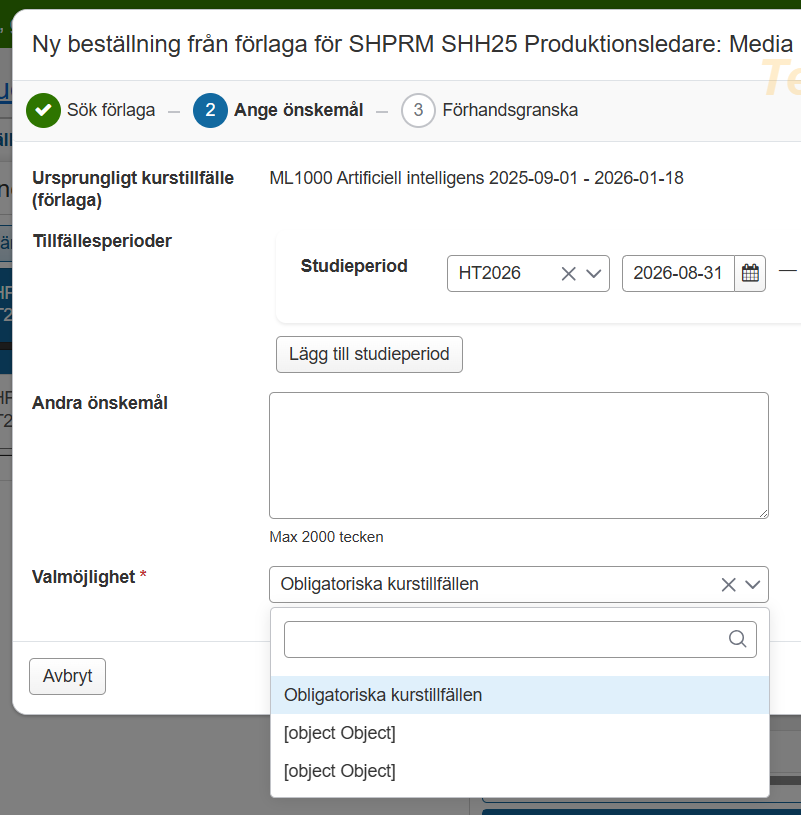 Ny beställning från förlaga för SHPRM SHH25 Produktionsledare: Media
Te
Sök förlaga
2 Ange önskemål
3 Förhandsgranska
Ursprungligt kurstillfälle
(förlaga)
ML1000 Artificiell intelligens 2025-09-01 - 2026-01-18
Tillfällesperioder
Studieperiod
HT2026
2026-08-31
Lägg till studieperiod
Andra önskemål
Max 2000 tecken
Valmöjlighet *
Obligatoriska kurstillfällen
Obligatoriska kurstillfällen
[object Object]
[object Object]
Avbryt